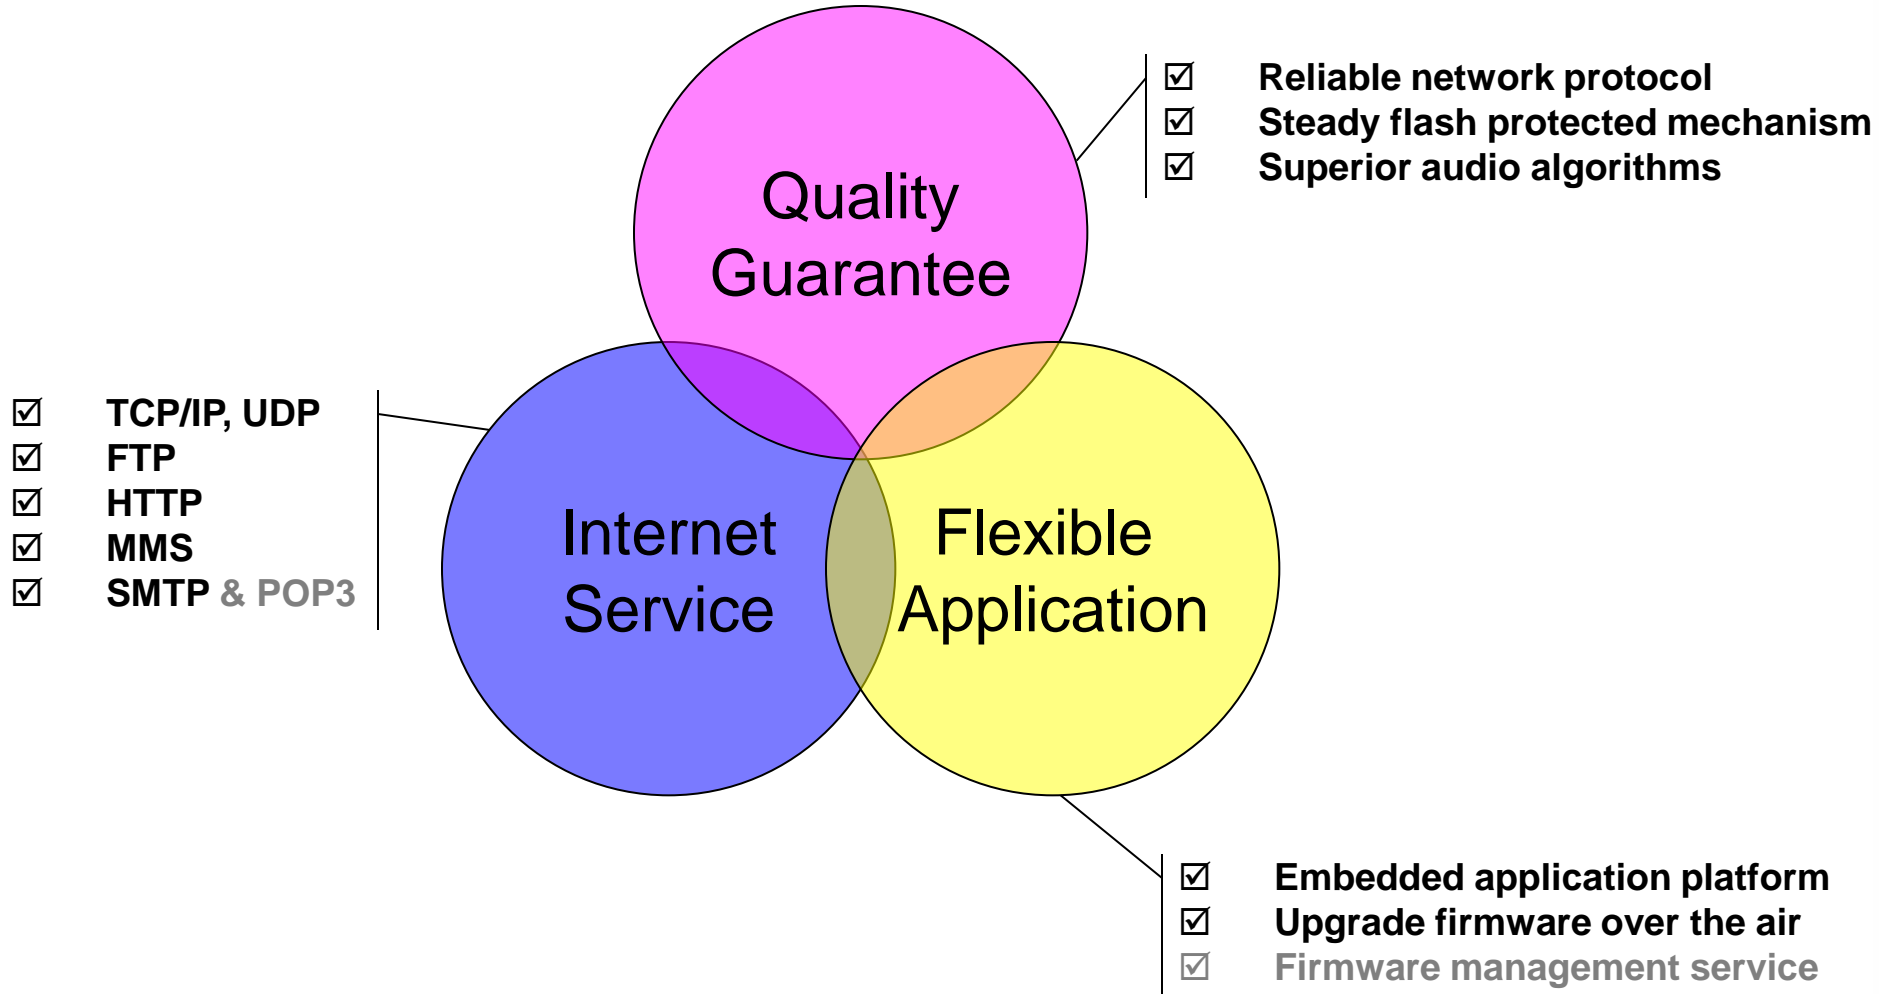 ☑ Reliable network protocol
☑ Steady flash protected mechanism
☑ Superior audio algorithms
Quality
Guarantee
☑ TCP/IP, UDP
☑ FTP
☑ HTTP
☑ MMS
☑ SMTP & POP3
Internet
Service
Flexible
Application
☑ Embedded application platform
☑ Upgrade firmware over the air
☑ Firmware management service